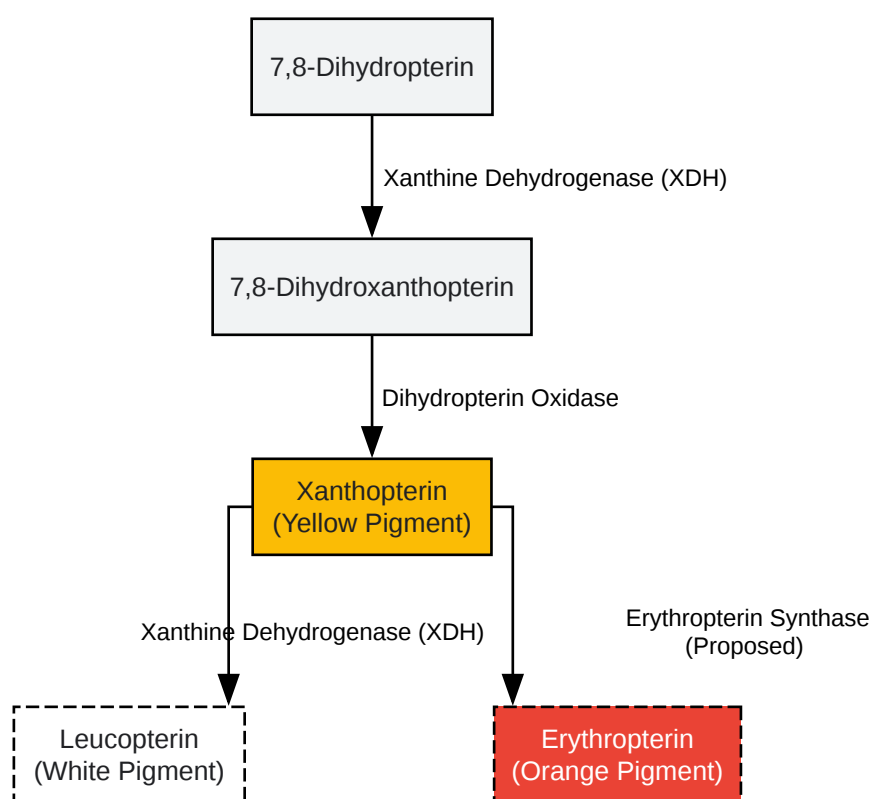 7,8-Dihydropterin
Xanthine Dehydrogenase (XDH)
7,8-Dihydroxanthopterin
Dihydropterin Oxidase
Xanthopterin
(Yellow Pigment)
Xanthine Dehydrogenase (XDH)
Erythropterin Synthase
(Proposed)
Leucopterin
(White Pigment)
Erythropterin
(Orange Pigment)